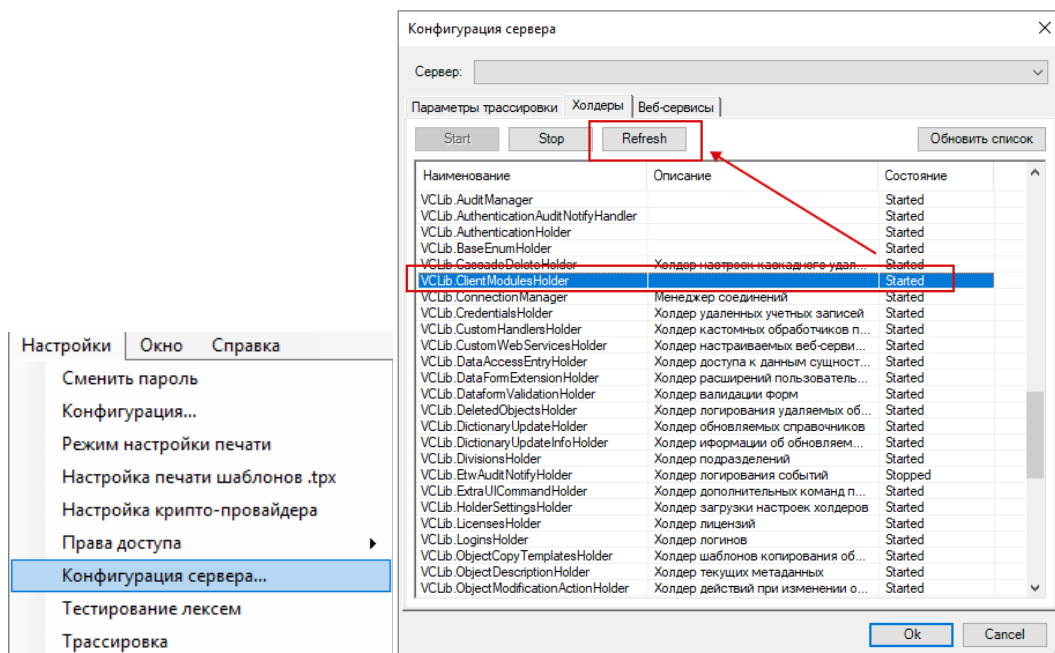 Конфигурация сервера
Сервер:
Параметры трассировки Холдеры Веб-сервисы
Start Stop Refresh Обновить список
Наименование Описание Состояние
VCLib.AuditManager Started
VCLib.AuthenticationAuditNotifyHandler Started
VCLib.AuthenticationHolder Started
VCLib.BaseEnumHolder Started
VCLib.CascadeDeleteHolder Холдер настроек каскадного удал... Started
VCLib.ClientModulesHolder Started
VCLib.ConnectionManager Менеджер соединений Started
VCLib.CredentialsHolder Холдер удаленных учетных записей Started
VCLib.CustomHandlersHolder Холдер кастомных обработчиков п... Started
VCLib.CustomWebServicesHolder Холдер настраиваемых веб-серви... Started
VCLib.DataAccessEntryHolder Холдер доступа к данным сущност... Started
VCLib.DataFormExtensionHolder Холдер расширений пользователь... Started
VCLib.DataformValidationHolder Холдер валидации форм Started
VCLib.DeletedObjectsHolder Холдер логирования удаляемых об... Started
VCLib.DictionaryUpdateHolder Холдер обновляемых справочников Started
VCLib.DictionaryUpdateInfoHolder Холдер иформации об обновляем... Started
VCLib.DivisionsHolder Холдер подразделений Started
VCLib.EtwAuditNotifyHolder Холдер логирования событий Stopped
VCLib.ExtraUICommandHolder Холдер дополнительных команд п... Started
VCLib.HolderSettingsHolder Холдер загрузки настроек холдеров Started
VCLib.LicensesHolder Холдер лицензий Started
VCLib.LoginsHolder Холдер логинов Started
VCLib.ObjectCopyTemplatesHolder Холдер шаблонов копирования об... Started
VCLib.ObjectDescriptionHolder Холдер текущих метаданных Started
VCLib.ObjectModificationActionHolder Холдер действий при изменении о... Started
Ok Cancel
Настройки Окно Справка
Сменить пароль
Конфигурация...
Режим настройки печати
Настройка печати шаблонов .tpx
Настройка крипто-провайдера
Права доступа
Конфигурация сервера...
Тестирование лексем
Трассировка